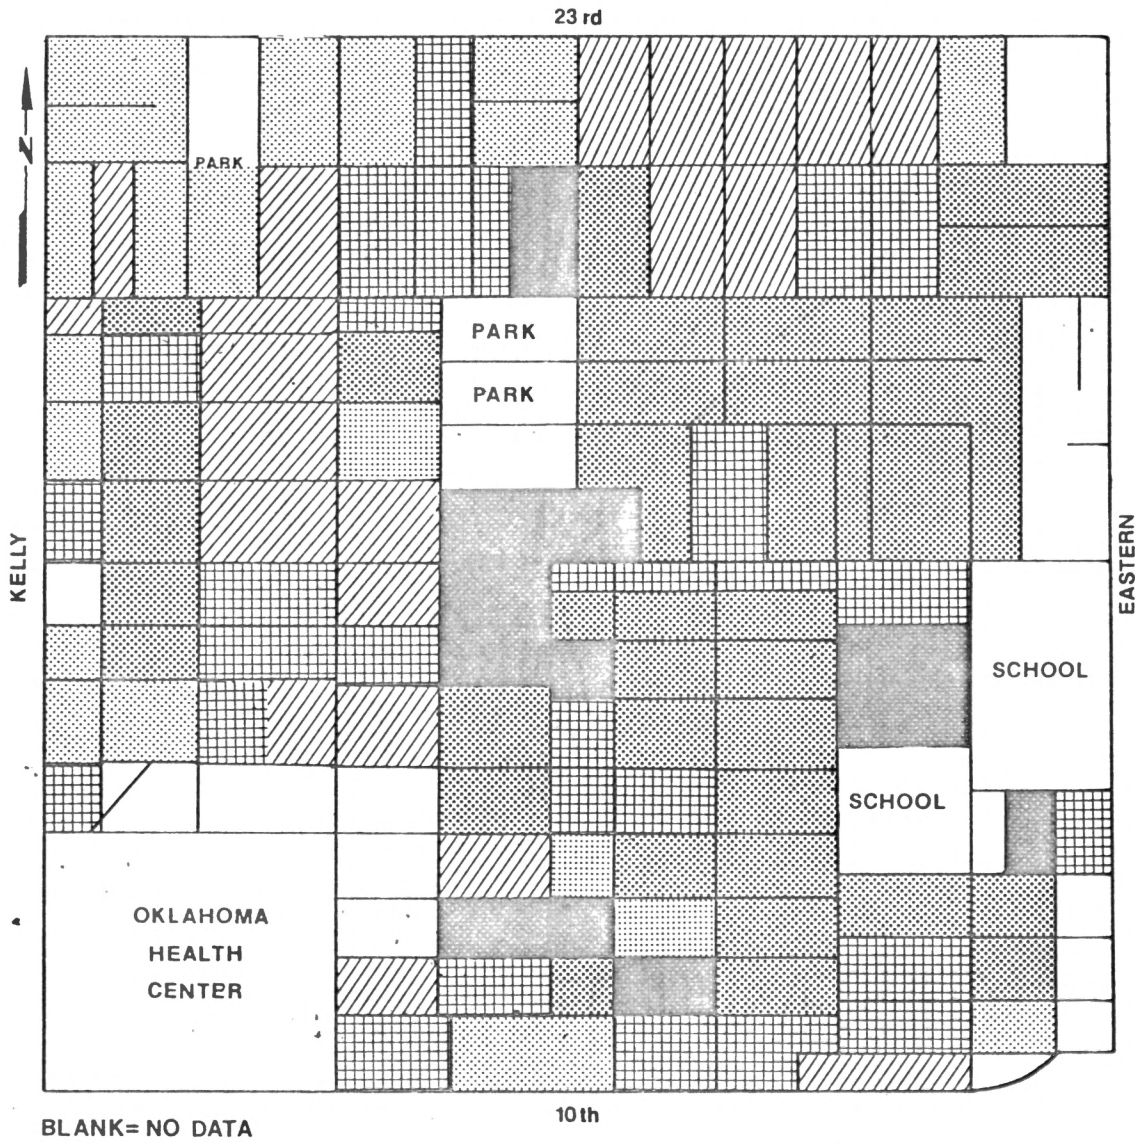 23 rd
N
PARK
PARK
PARK
KELLY
EASTERN
SCHOOL
SCHOOL
OKLAHOMA
HEALTH
CENTER
10th
BLANK= NO DATA